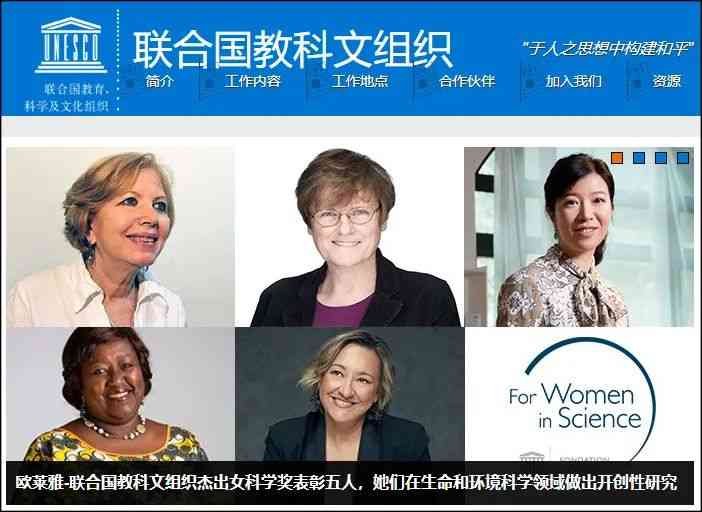 UNESCO
联合国教育、
科学及文化组织
联合国教科文组织
"于人之思想中构建和平"
简介
工作内容
工作地点
合作伙伴
加入我们
资源
For Women
in Science
FONDATION
欧莱雅-联合国教科文组织杰出女科学奖表彰五人，她们在生命和环境科学领域做出开创性研究